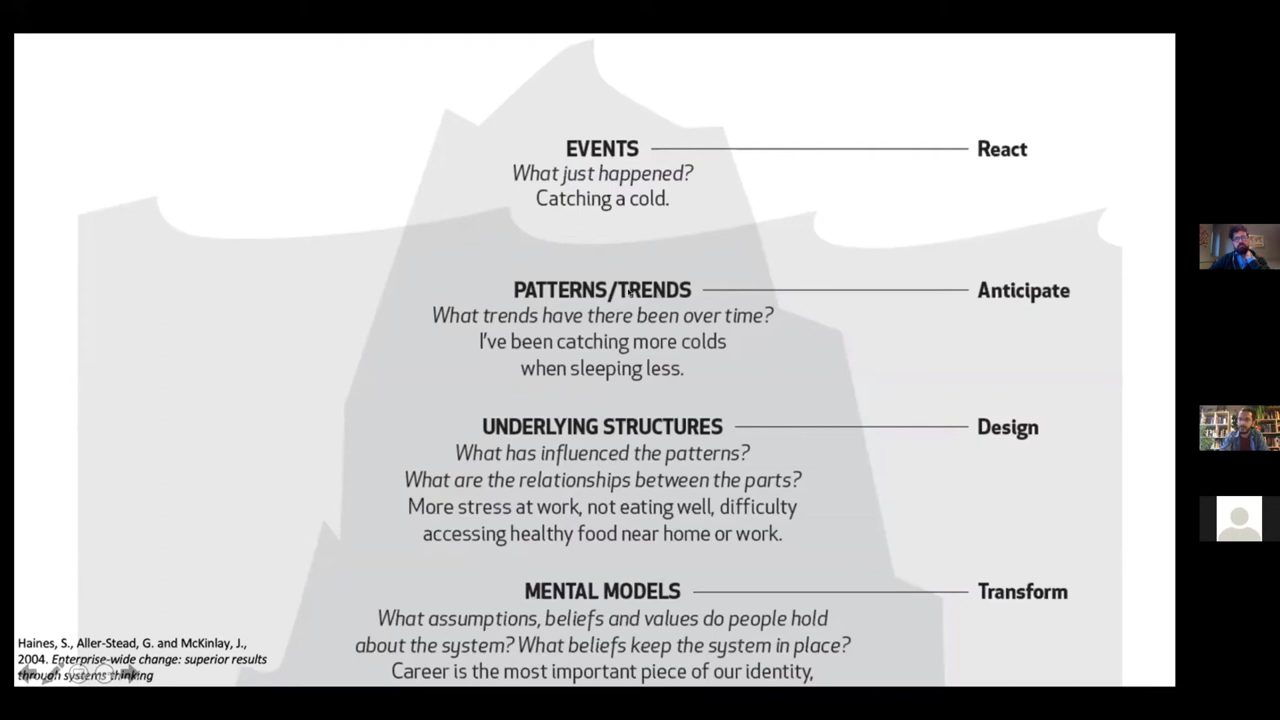 EVENTS
React
What just happened?
Catching a cold.
PATTERNS/TRENDS
Anticipate
What trends have there been over time?
I've been catching more colds
when sleeping less.
UNDERLYING STRUCTURES
Design
What has influenced the patterns?
What are the relationships between the parts?
More stress at work, not eating well, difficulty
accessing healthy food near home or work.
MENTAL MODELS
Transform
What assumptions, beliefs and values do people hold
about the system? What beliefs keep the system in place?
Career is the most important piece of our identity,
Haines, S., Aller-Stead, G. and McKinlay, J.,
2004. Enterprise-wide change: superior results
through systems thinking